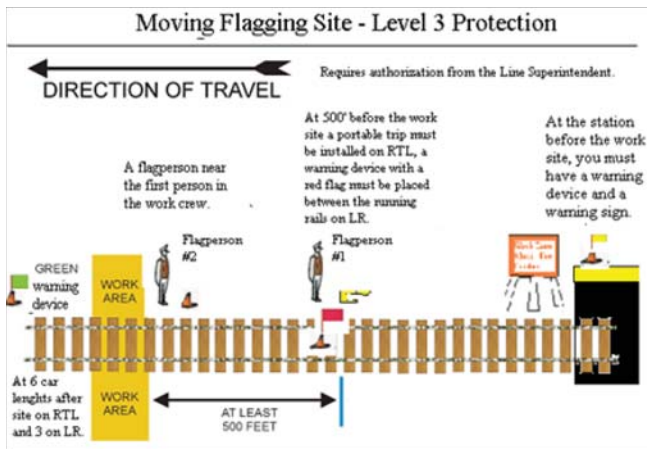 Moving Flagging Site - Level 3 Protection
DIRECTION OF TRAVEL
Requires authorization from the Line Superintendent.
A flagperson near
the first person in
the work crew.
At 500' before the work
site a portable trip must
be installed on RTL, a
warning device with a
red flag must be placed
between the running
rails on LR.
At the station
before the work
site, you must
have a warning
device and a
warning sign.
GREEN
warning
device
WORK
AREA
Flagperson
#2
Flagperson
#1
At 6 car
lenghts after
site on RTL
and 3 on LR.
WORK
AREA
AT LEAST
500 FEET